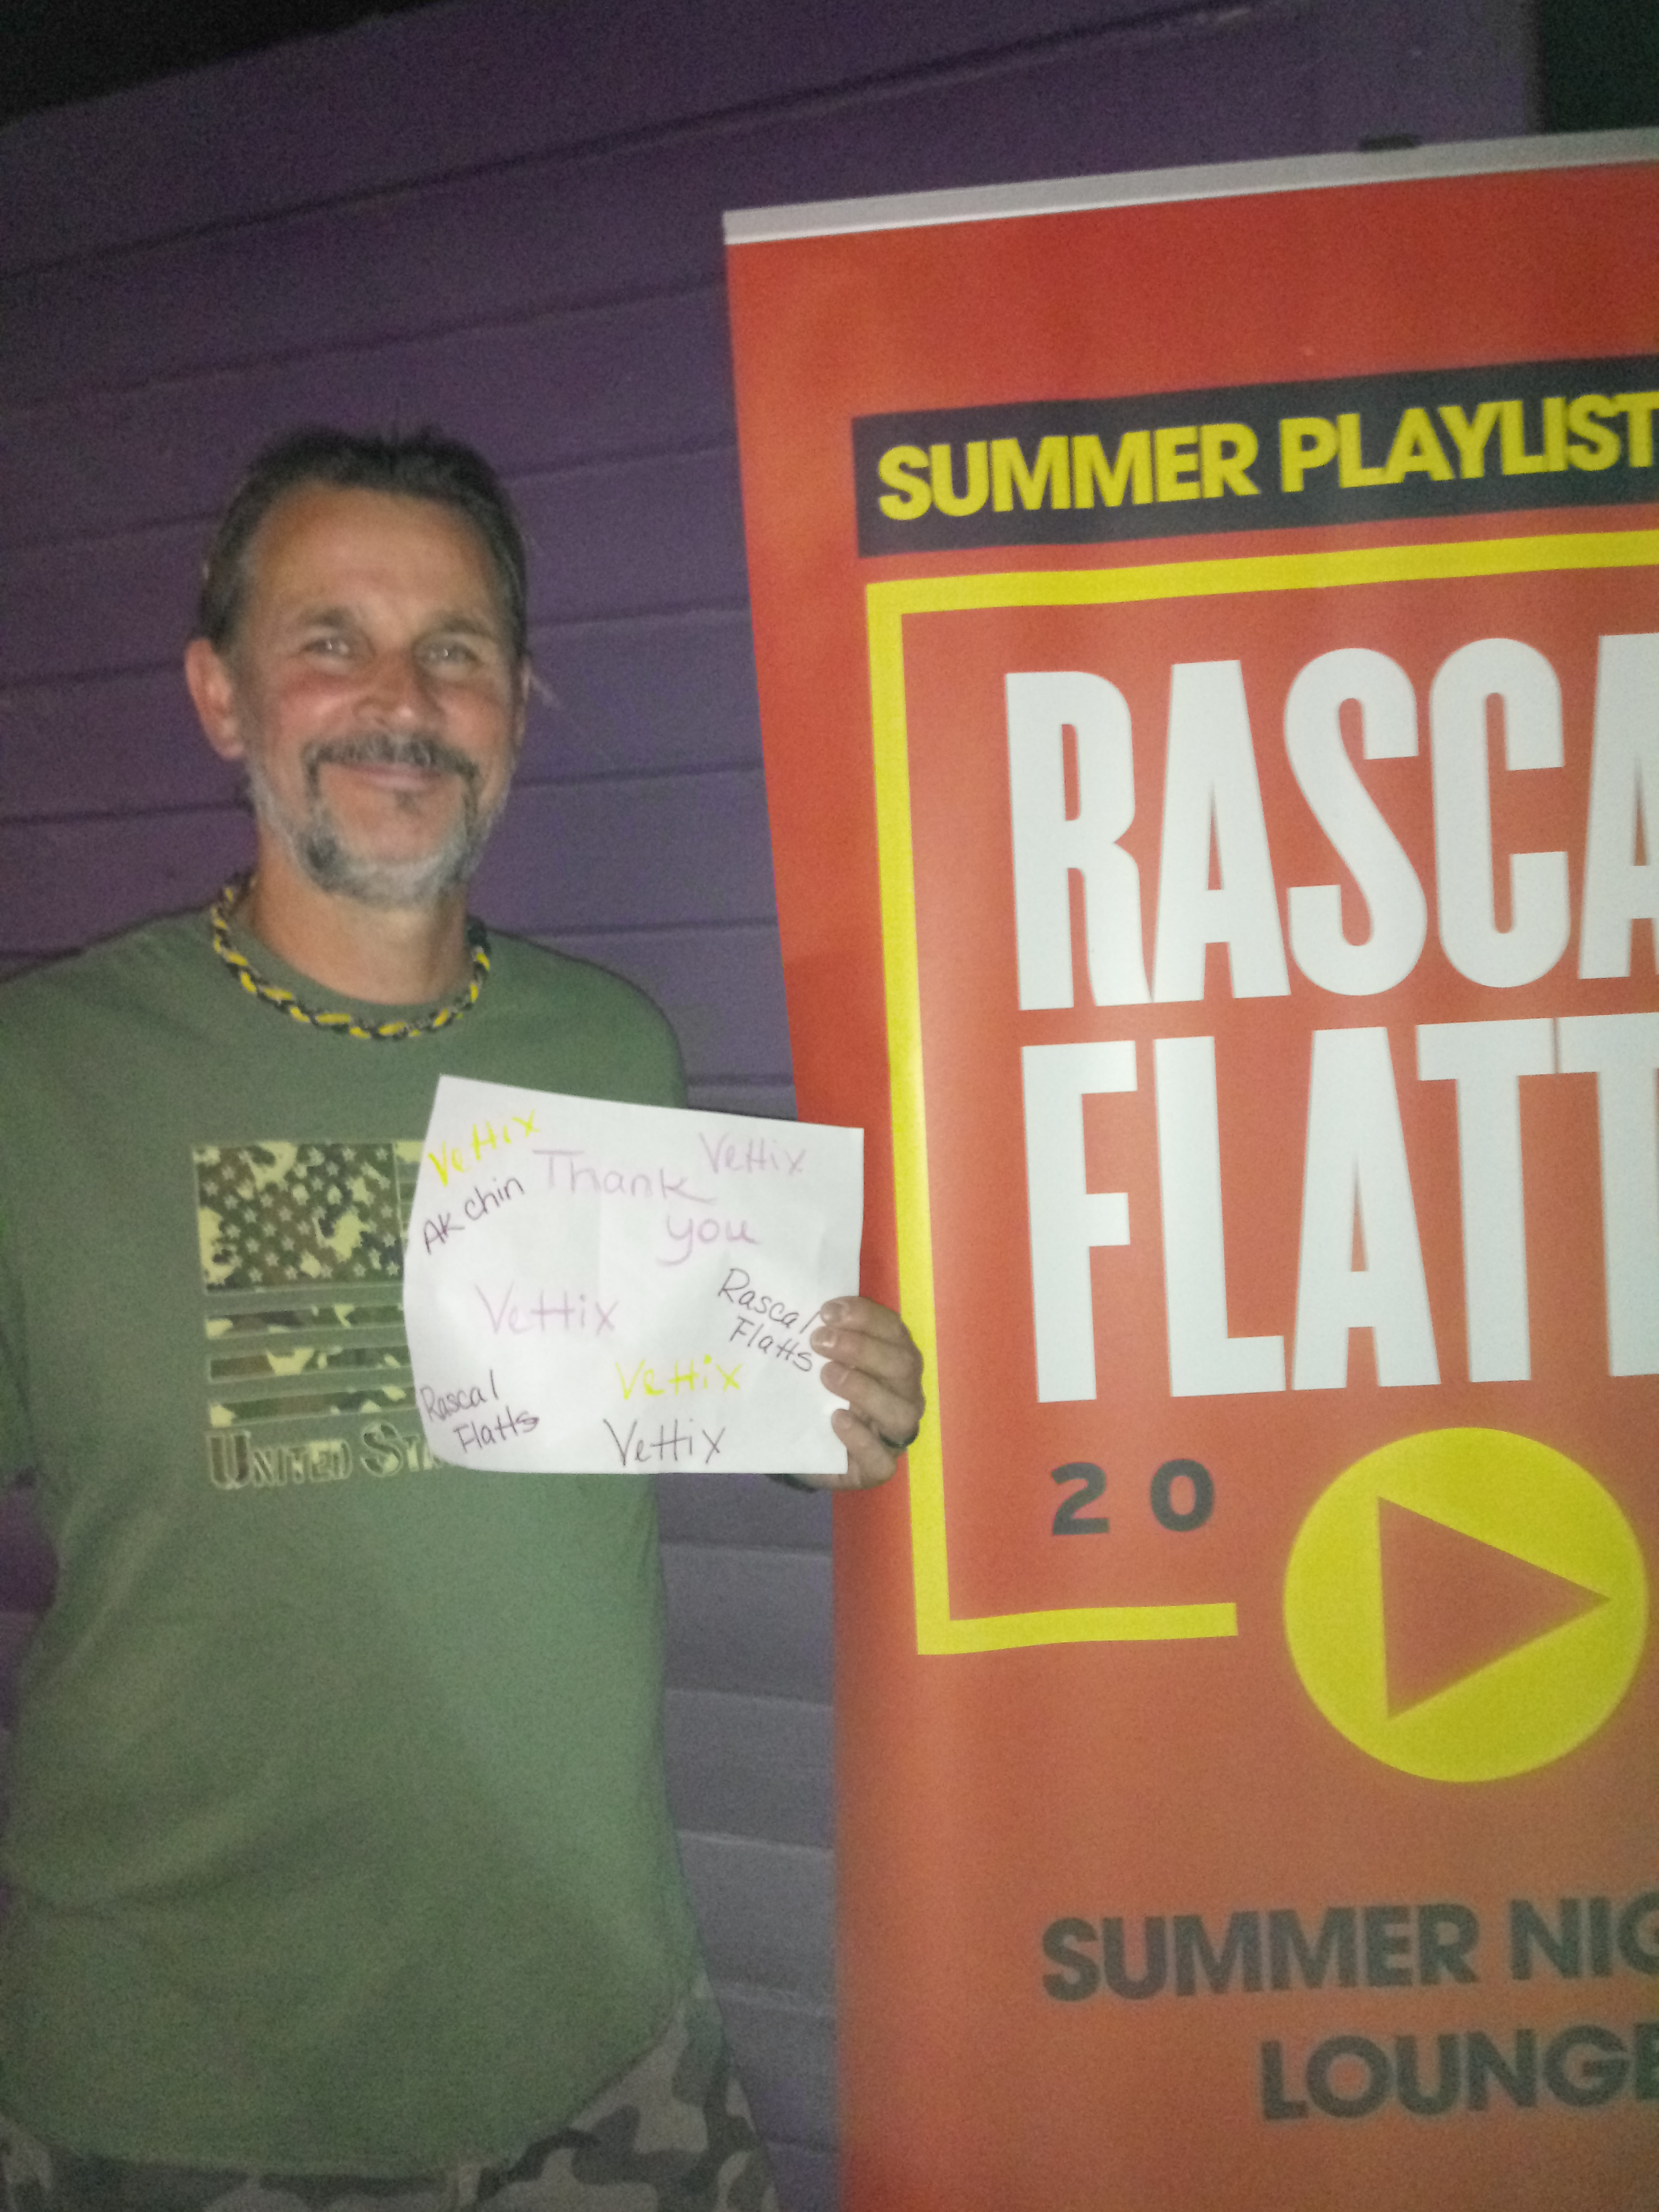 Vettix
Ak chin
Thank
you
Vettix
Vettix
Rascal
Flatts
Rascal
Flatts
Vettix
Vettix
UNITED
SUMMER PLAYLIST
RASCA
FLATT
20
SUMMER NIG
LOUNGE